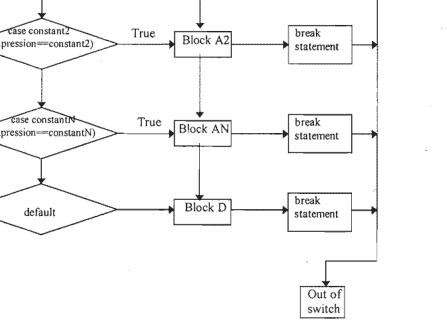 case constant2
pression==constant2)
True
Block A2
break
statement
case constantN
pression==constantN)
True
Block AN
break
statement
default
Block D
break
statement
Out of
switch